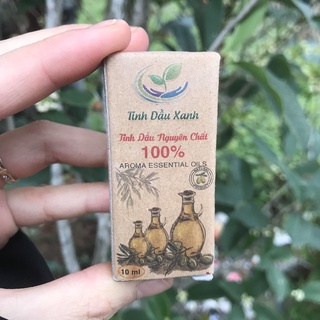 Tinh Dầu Xanh
Tinh Dầu Nguyên Chất
100%
AROMA ESSENTIAL OILS
10 ml